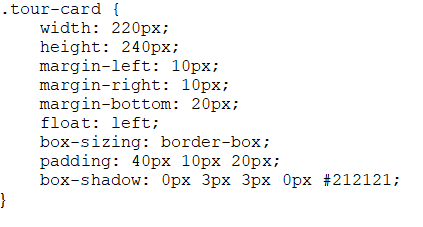 .tour-card {
    width: 220px;
    height: 240px;
    margin-left: 10px;
    margin-right: 10px;
    margin-bottom: 20px;
    float: left;
    box-sizing: border-box;
    padding: 40px 10px 20px;
    box-shadow: 0px 3px 3px 0px #212121;
}